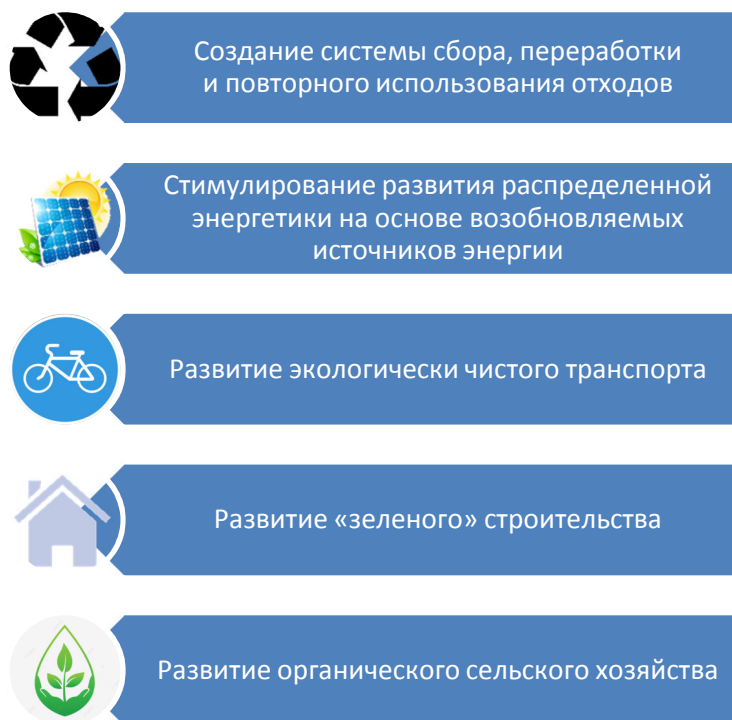 Создание системы сбора, переработки
и повторного использования отходов
Стимулирование развития распределенной
энергетики на основе возобновляемых
источников энергии
Развитие экологически чистого транспорта
Развитие «зеленого» строительства
Развитие органического сельского хозяйства